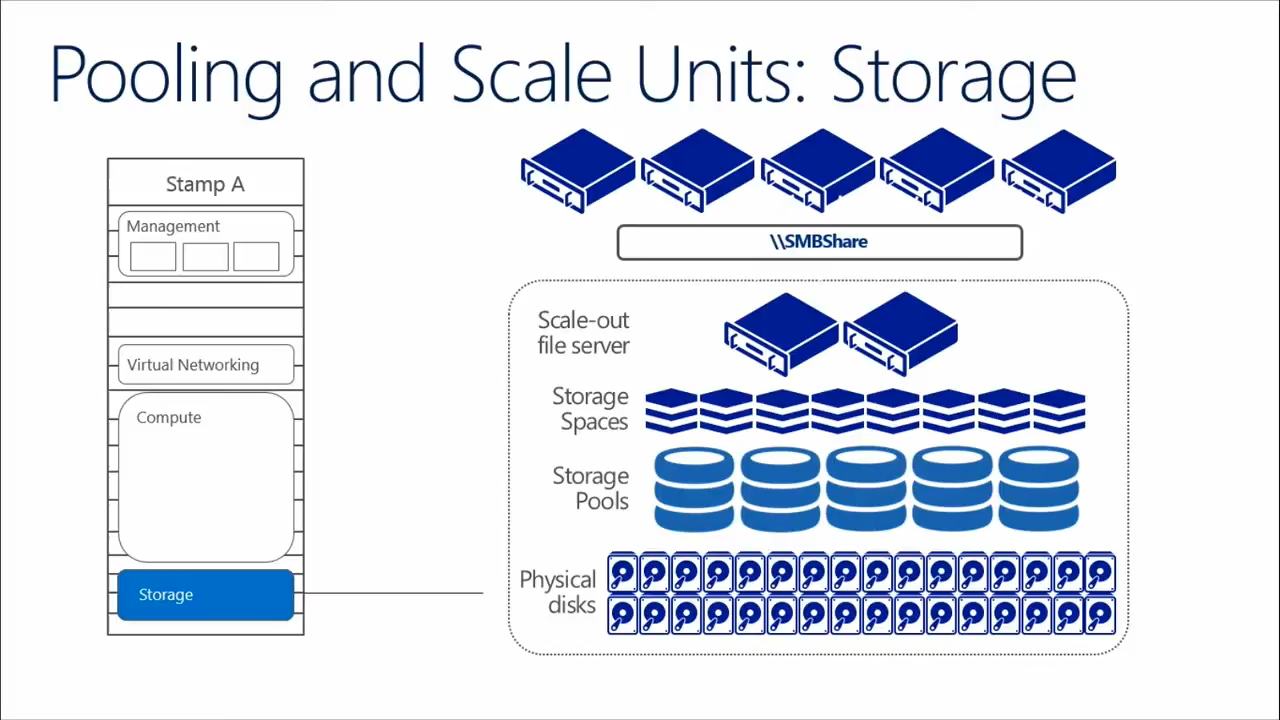 Pooling and Scale Units: Storage
Stamp A
Management
Virtual Networking
Compute
Storage
\\SMBShare
Scale-out
file server
Storage
Spaces
Storage
Pools
Physical
disks